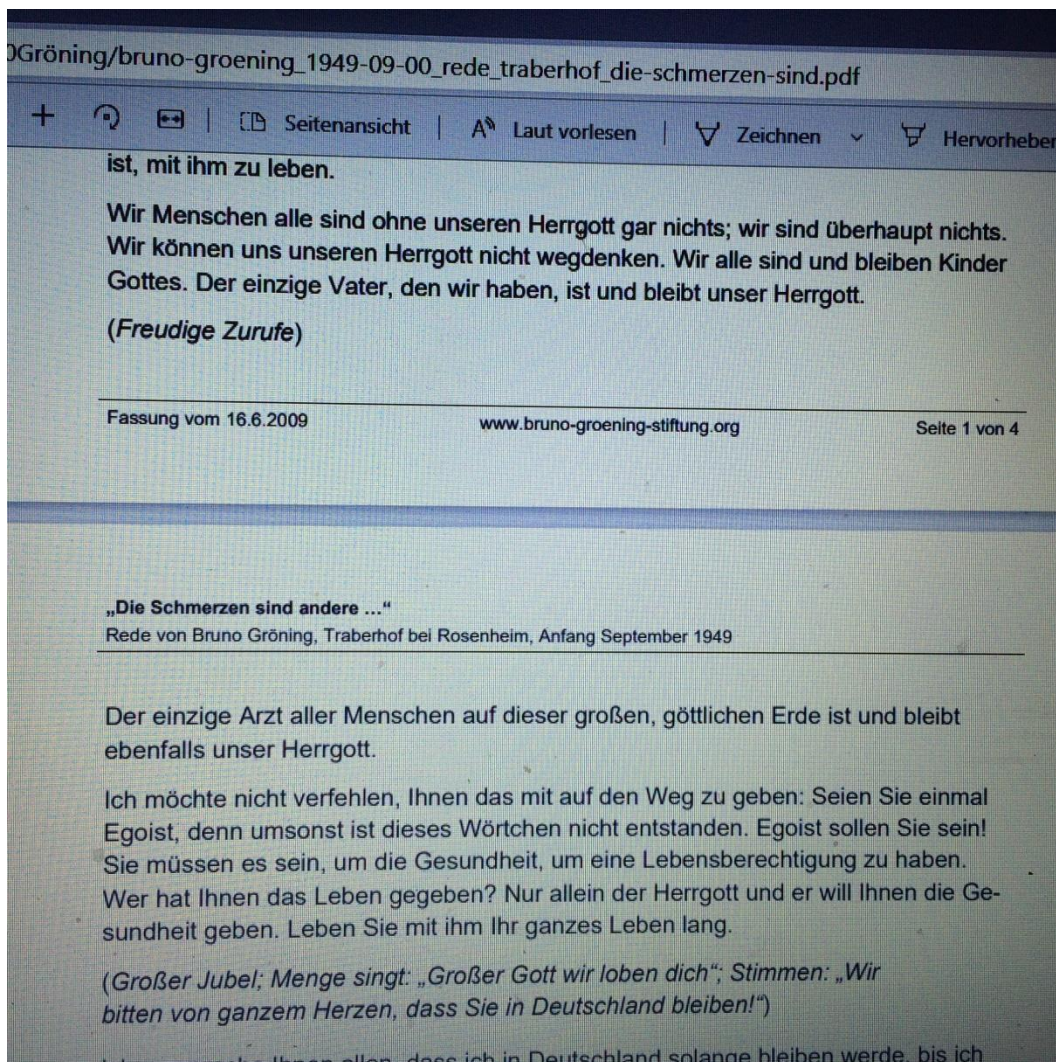 Gröning/bruno-groening_1949-09-00_rede_traberhof_die-schmerzen-sind.pdf
Seitenansicht | Laut vorlesen | Zeichnen Hervorheben
ist, mit ihm zu leben.
Wir Menschen alle sind ohne unseren Herrgott gar nichts; wir sind überhaupt nichts.
Wir können uns unseren Herrgott nicht wegdenken. Wir alle sind und bleiben Kinder
Gottes. Der einzige Vater, den wir haben, ist und bleibt unser Herrgott.
(Freudige Zurufe)
Fassung vom 16.6.2009 www.bruno-groening-stiftung.org Seite 1 von 4
„Die Schmerzen sind andere ...“
Rede von Bruno Gröning, Traberhof bei Rosenheim, Anfang September 1949
Der einzige Arzt aller Menschen auf dieser großen, göttlichen Erde ist und bleibt
ebenfalls unser Herrgott.
Ich möchte nicht verfehlen, Ihnen das mit auf den Weg zu geben: Seien Sie einmal
Egoist, denn umsonst ist dieses Wörtchen nicht entstanden. Egoist sollen Sie sein!
Sie müssen es sein, um die Gesundheit, um eine Lebensberechtigung zu haben.
Wer hat Ihnen das Leben gegeben? Nur allein der Herrgott und er will Ihnen die Ge-
sundheit geben. Leben Sie mit ihm Ihr ganzes Leben lang.
(Großer Jubel; Menge singt: „Großer Gott wir loben dich“; Stimmen: „Wir
bitten von ganzem Herzen, dass Sie in Deutschland bleiben!“)
Ihnen allen, dass ich in Deutschland solange bleiben werde, bis ich